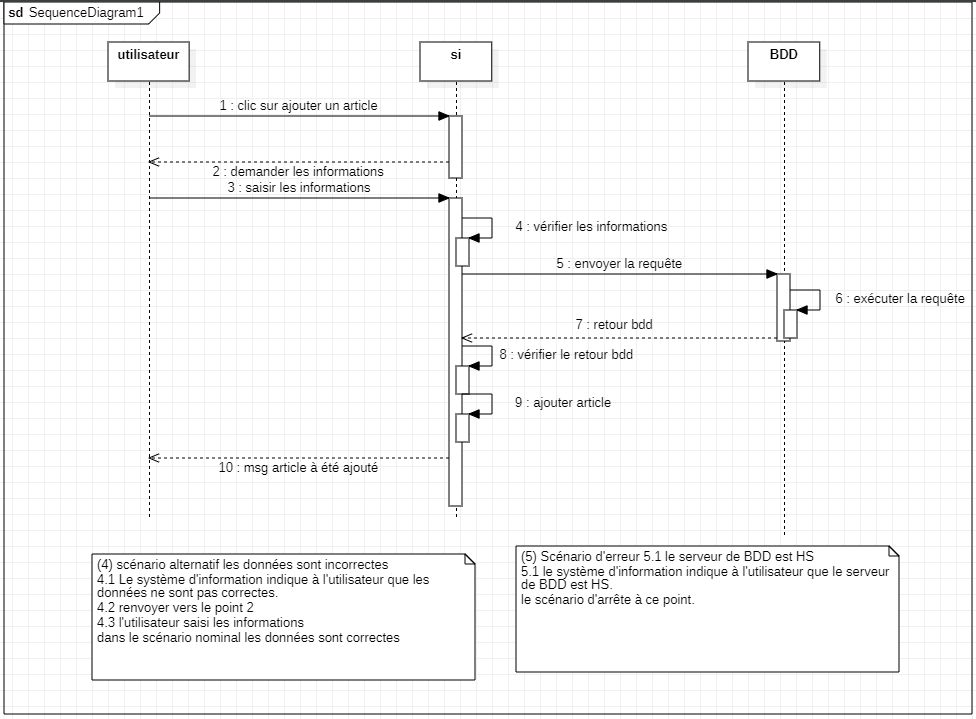 sd SequenceDiagram1
utilisateur
si
BDD
1 : clic sur ajouter un article
2 : demander les informations
3 : saisir les informations
4 : vérifier les informations
5 : envoyer la requête
6 : exécuter la requête
7 : retour bdd
8 : vérifier le retour bdd
9 : ajouter article
10 : msg article à été ajouté
(4) scénario alternatif les données sont incorrectes
4.1 Le système d'information indique à l'utilisateur que les
données ne sont pas correctes.
4.2 renvoyer vers le point 2
4.3 l'utilisateur saisi les informations
dans le scénario nominal les données sont correctes
(5) Scénario d'erreur 5.1 le serveur de BDD est HS
5.1 le système d'information indique à l'utilisateur que le serveur
de BDD est HS.
le scénario d'arrête à ce point.